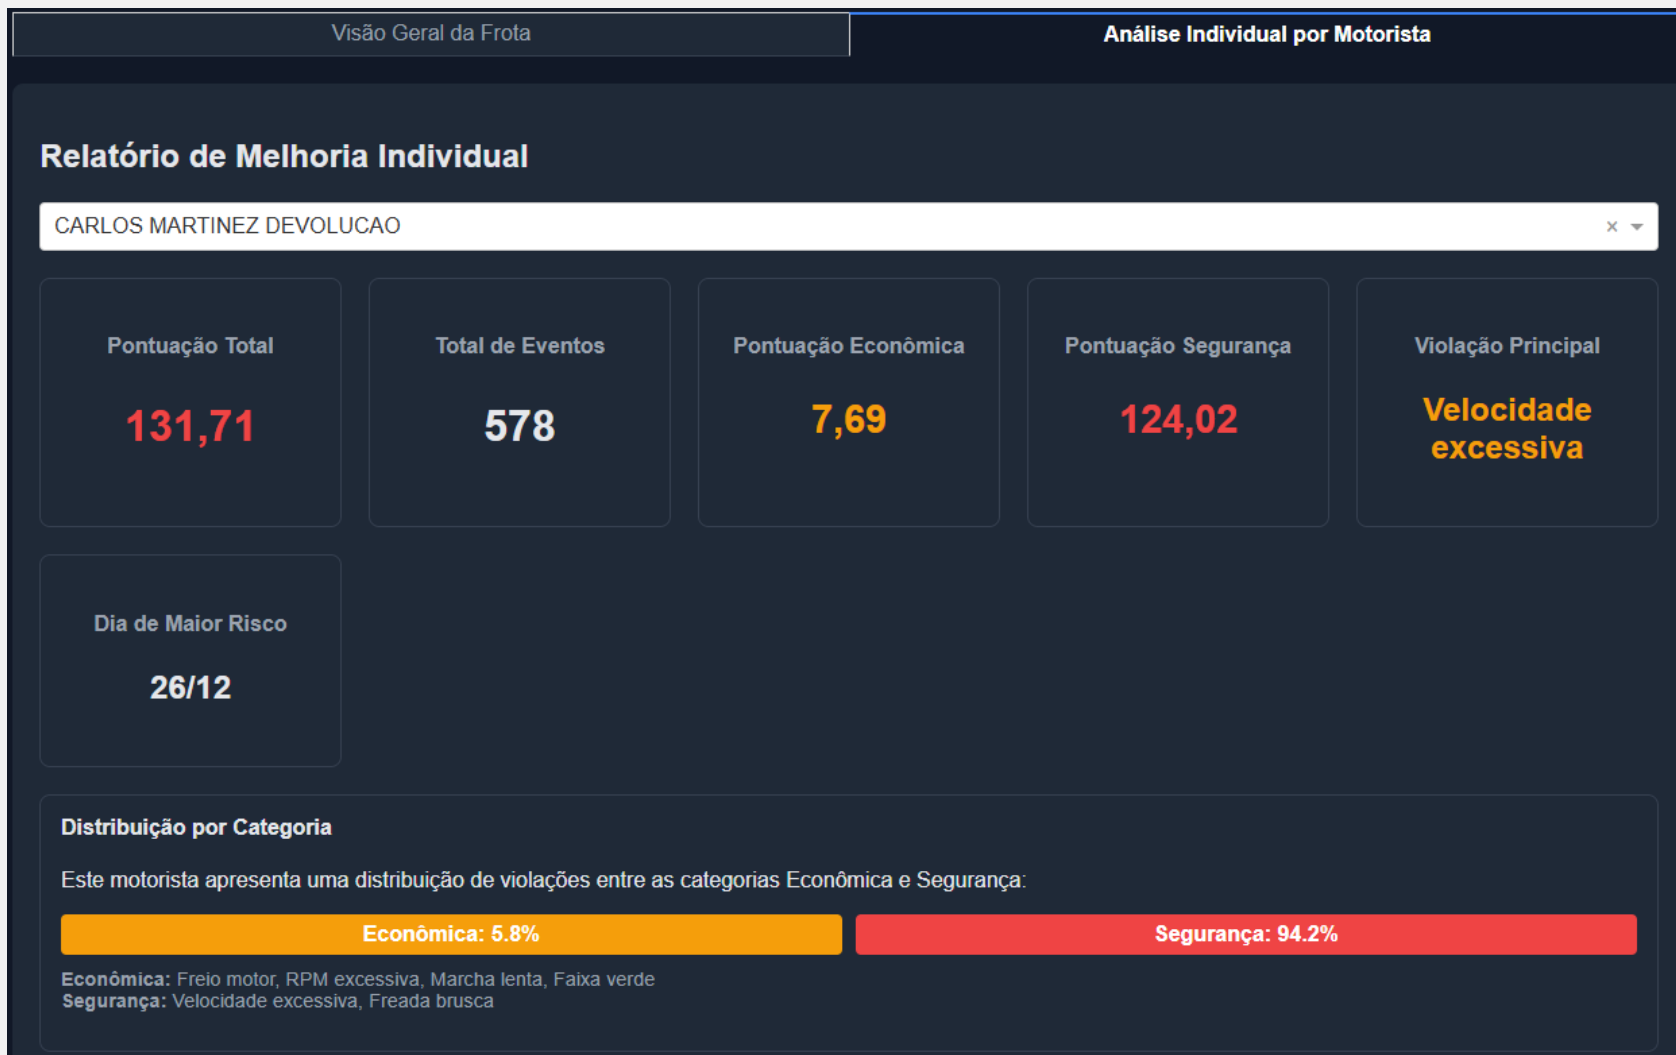 Visão Geral da Frota
Análise Individual por Motorista
Relatório de Melhoria Individual
CARLOS MARTINEZ DEVOLUCAO
Pontuação Total
131,71
Total de Eventos
578
Pontuação Econômica
7,69
Pontuação Segurança
124,02
Violação Principal
Velocidade
excessiva
Dia de Maior Risco
26/12
Distribuição por Categoria
Este motorista apresenta uma distribuição de violações entre as categorias Econômica e Segurança:
Econômica: 5.8%
Segurança: 94.2%
Econômica: Freio motor, RPM excessiva, Marcha lenta, Faixa verde
Segurança: Velocidade excessiva, Freada brusca